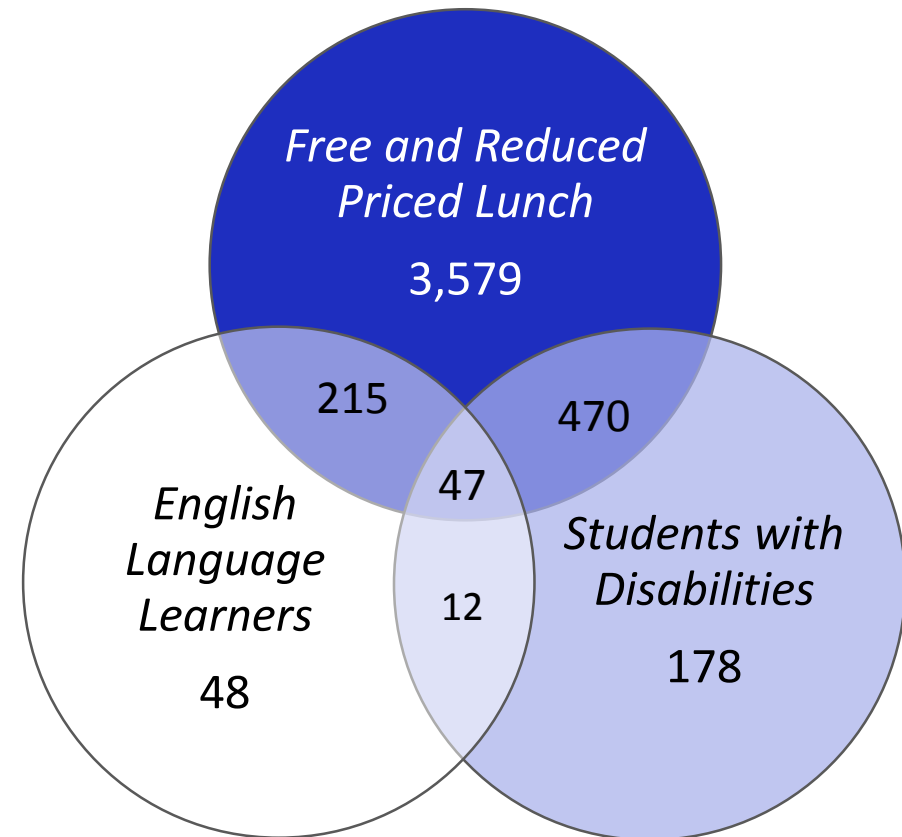 Free and Reduced
Priced Lunch
3,579
215
470
47
English
Language
Learners
48
12
Students with
Disabilities
178